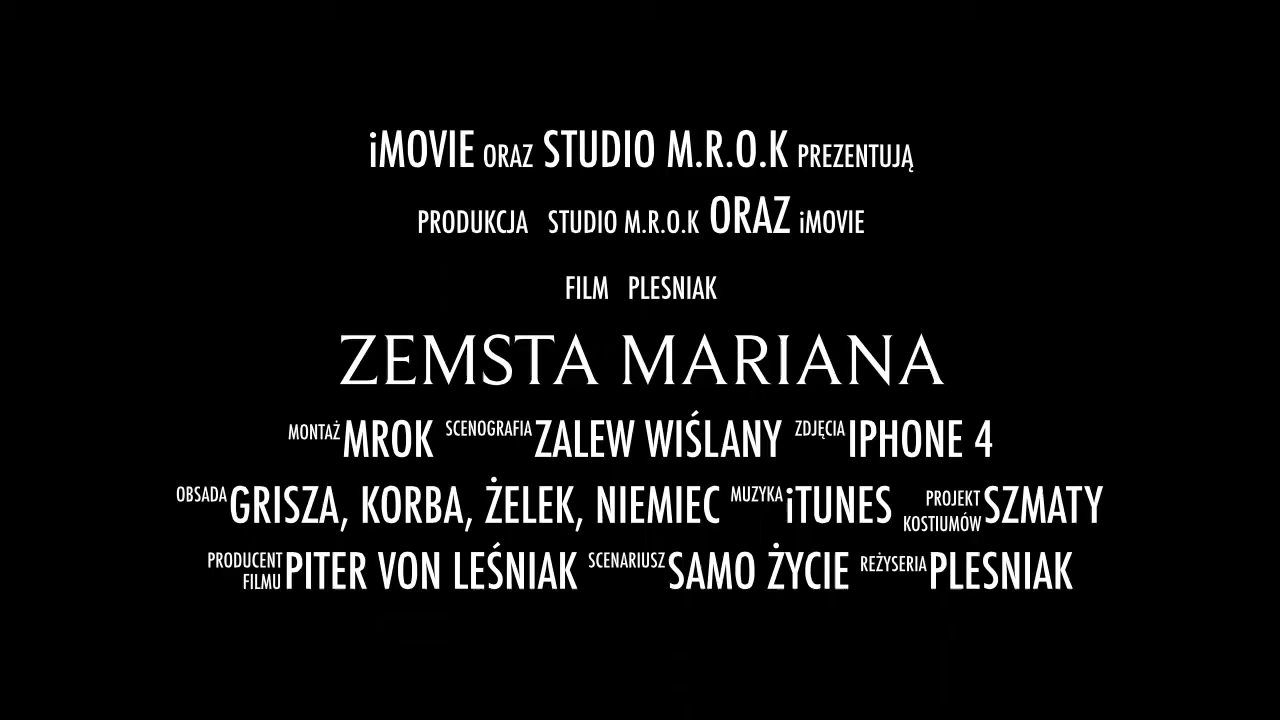 iMOVIE ORAZ STUDIO M.R.O.K PREZENTUJĄ
PRODUKCJA STUDIO M.R.O.K ORAZ iMOVIE
FILM PLESNIAK
ZEMSTA MARIANA
MONTAŻ MROK SCENOGRAFIA ZALEW WIŚLANY ZDJĘCIA IPHONE 4
OBSADA GRISZA, KORBA, ŻELEK, NIEMIEC MUZYKA iTUNES PROJEKT KOSTIUMÓW SZMATY
PRODUCENT FILMU PITER VON LEŚNIAK SCENARIUSZ SAMO ŻYCIE REŻYSERIA PLESNIAK